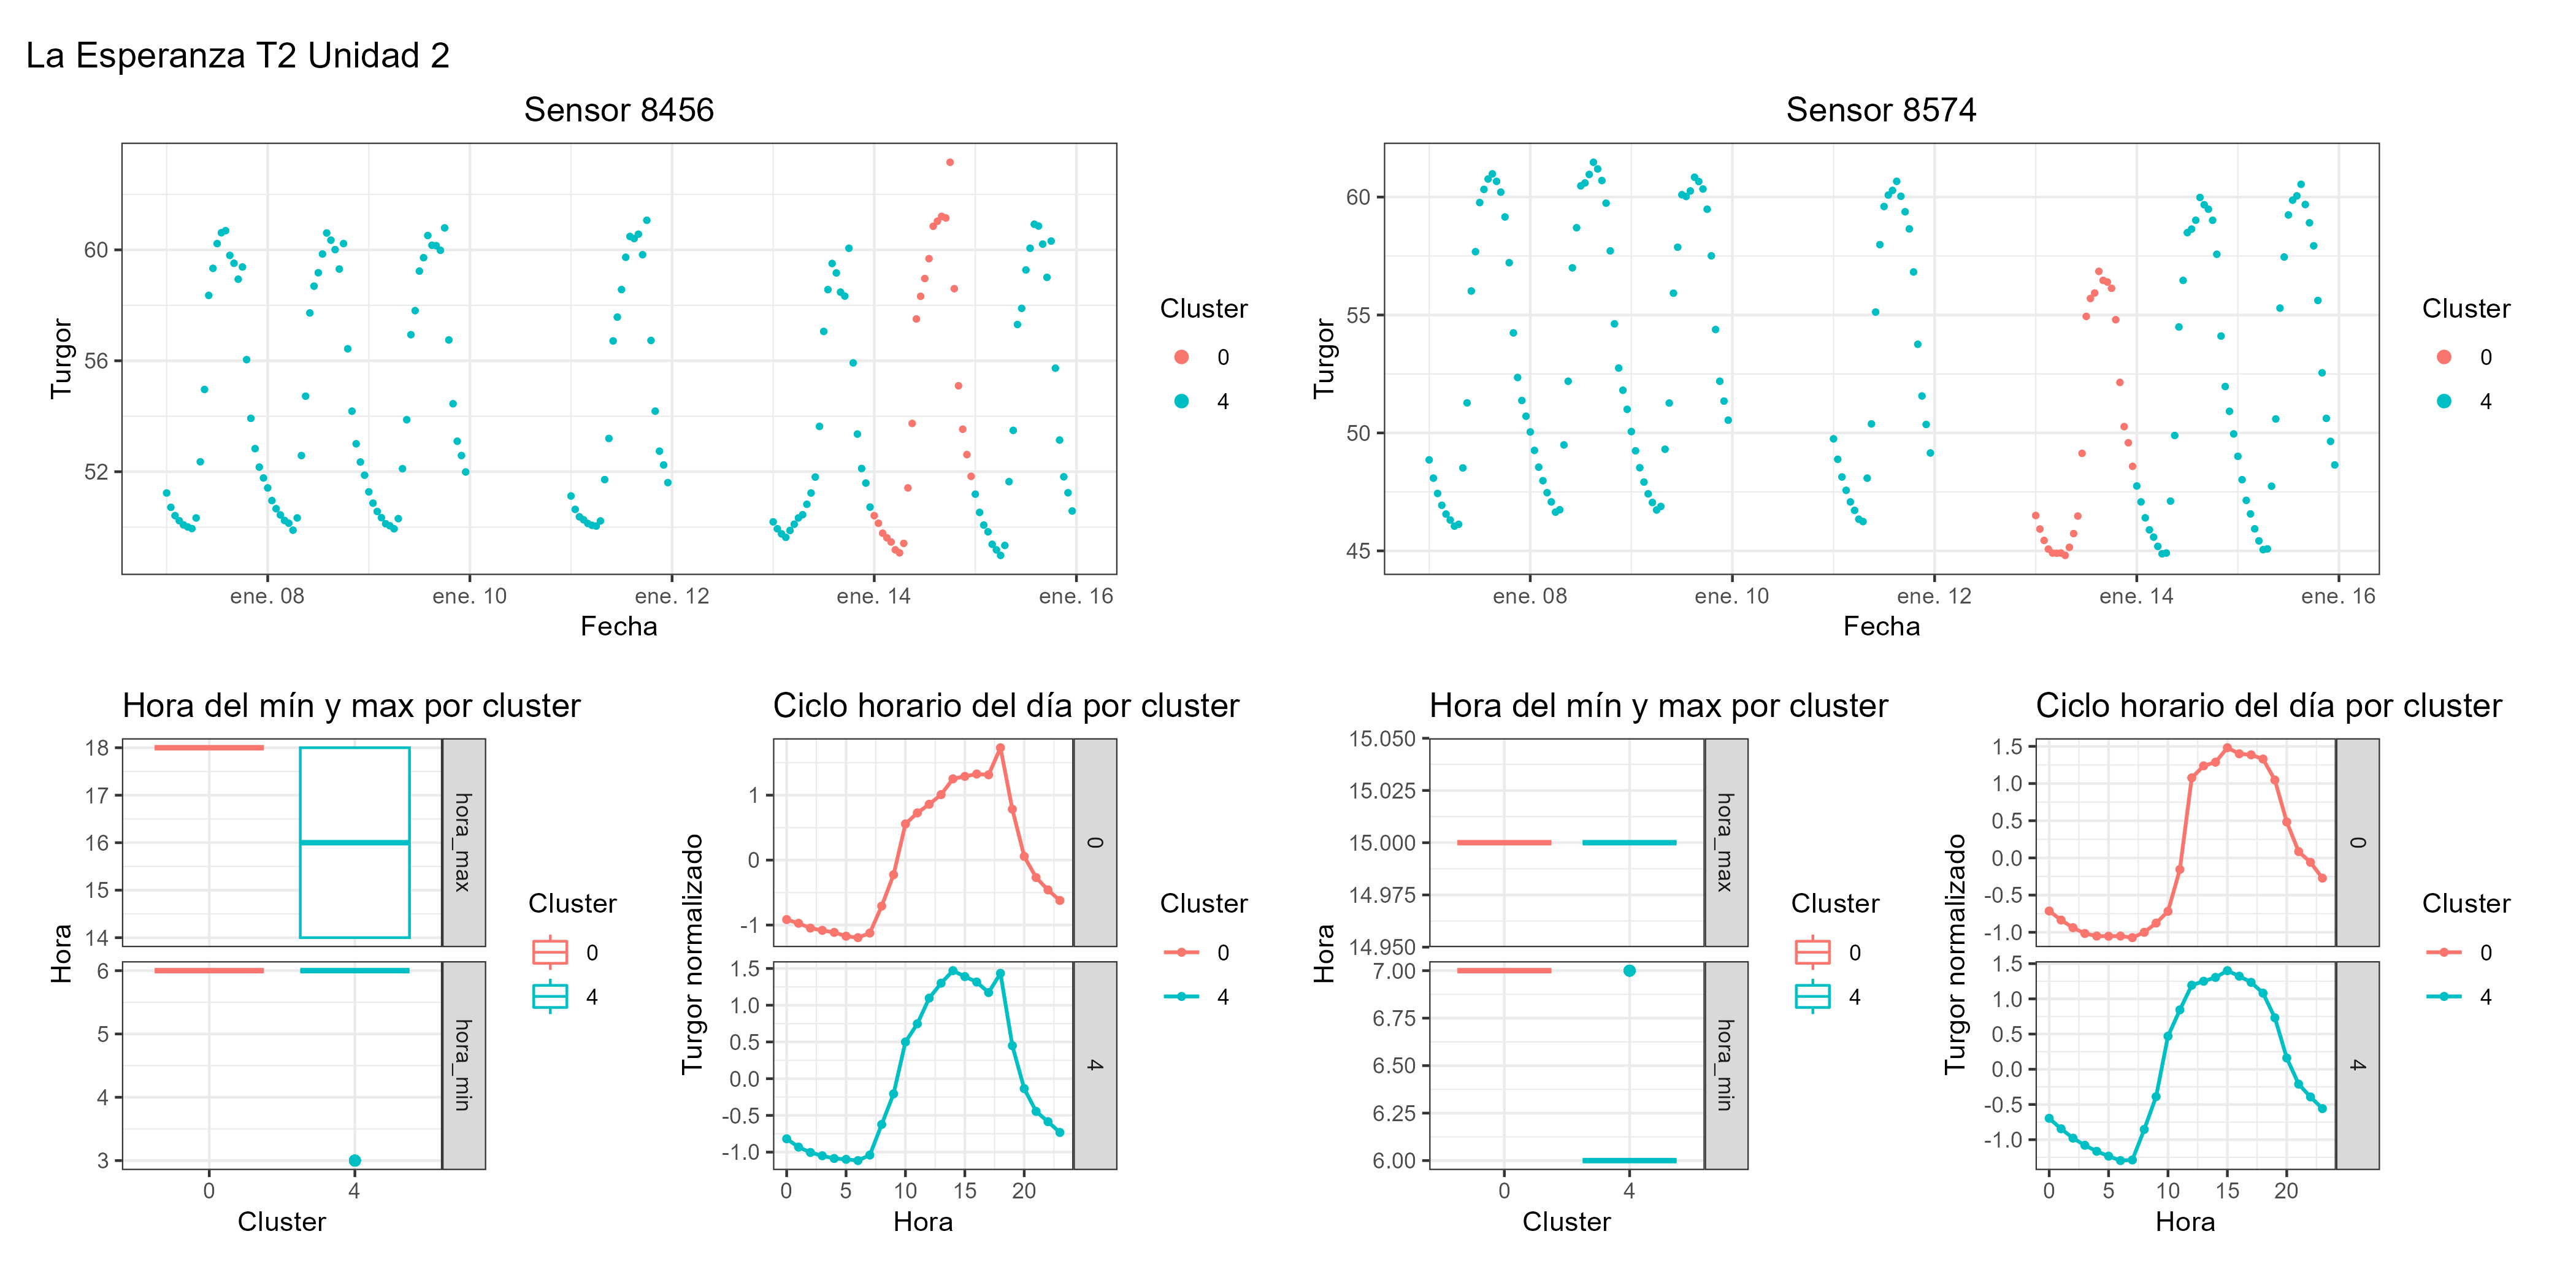 La Esperanza T2 Unidad 2
Sensor 8456
Turgor
60
56
52
ene. 08
ene. 10
ene. 12
ene. 14
ene. 16
Fecha
Cluster
0
4
Sensor 8574
Turgor
60
55
50
45
ene. 08
ene. 10
ene. 12
ene. 14
ene. 16
Fecha
Cluster
0
4
Hora del mín y max por cluster
Hora
18
17
16
15
14
hora_max
6
5
4
3
hora_min
0
4
Cluster
Cluster
0
4
Ciclo horario del día por cluster
Turgor normalizado
1
0
-1
0
1.5
1.0
0.5
0.0
-0.5
-1.0
4
0
5
10
15
20
Hora
Cluster
0
4
Hora del mín y max por cluster
Hora
15.050
15.025
15.000
14.975
14.950
hora_max
7.00
6.75
6.50
6.25
6.00
hora_min
0
4
Cluster
Cluster
0
4
Ciclo horario del día por cluster
Turgor normalizado
1.5
1.0
0.5
0.0
-0.5
-1.0
0
1.5
1.0
0.5
0.0
-0.5
-1.0
4
0
5
10
15
20
Hora
Cluster
0
4